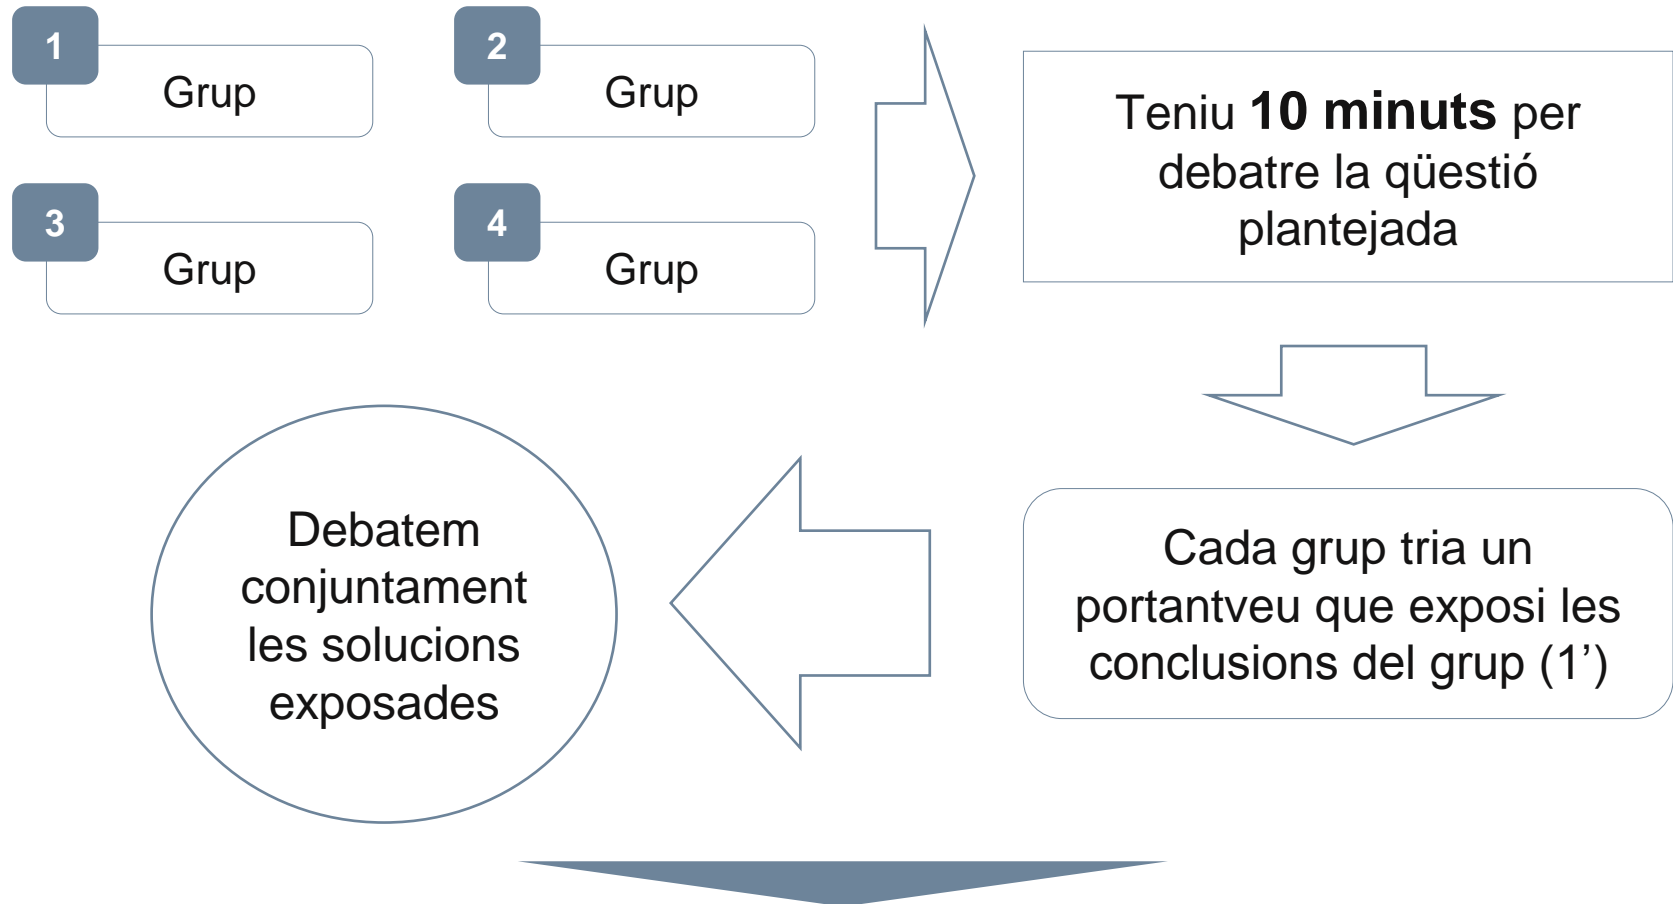 1
Grup
2
Grup
3
Grup
4
Grup
Teniu 10 minuts per
debatre la qüestió
plantejada
Cada grup tria un
portantveu que exposi les
conclusions del grup (1’)
Debatem
conjuntament
les solucions
exposades